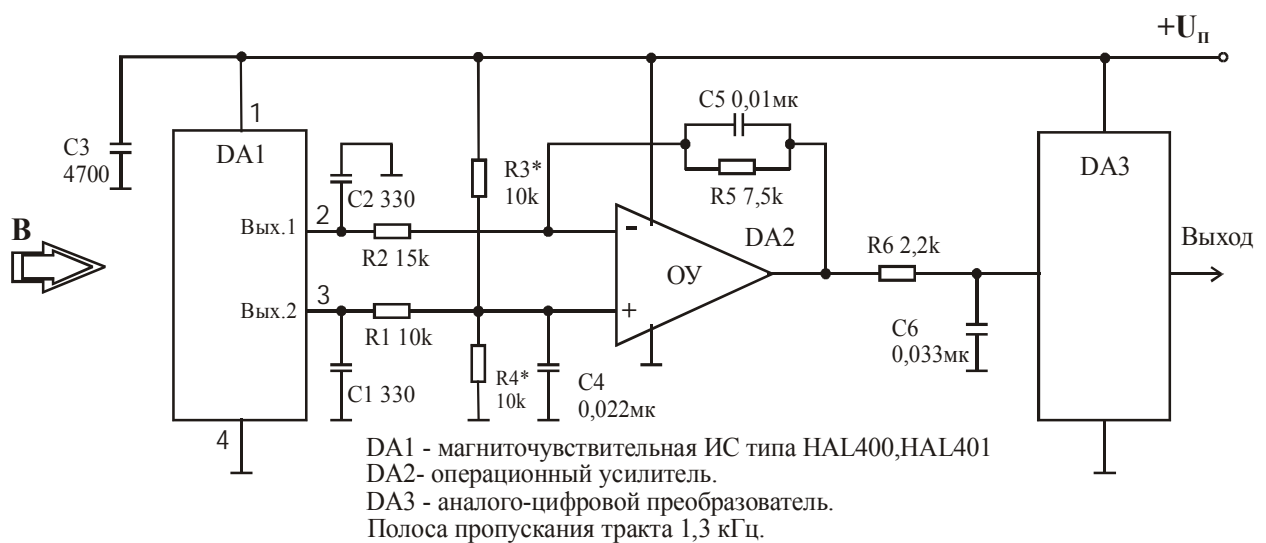 +Uп
1
C5 0,01мк
C3
4700
DA1
R3*
10k
R5 7,5k
DA3
C2 330
B
Вых.1
2
-
DA2
R2 15k
R6 2,2k
Выход
ОУ
3
Вых.2
+
R1 10k
C6
0,033мк
C1 330
R4*
10k
C4
0,022мк
4
DA1 - магниточувствительная ИС типа HAL400,HAL401
DA2- операционный усилитель.
DA3 - аналого-цифровой преобразователь.
Полоса пропускания тракта 1,3 кГц.